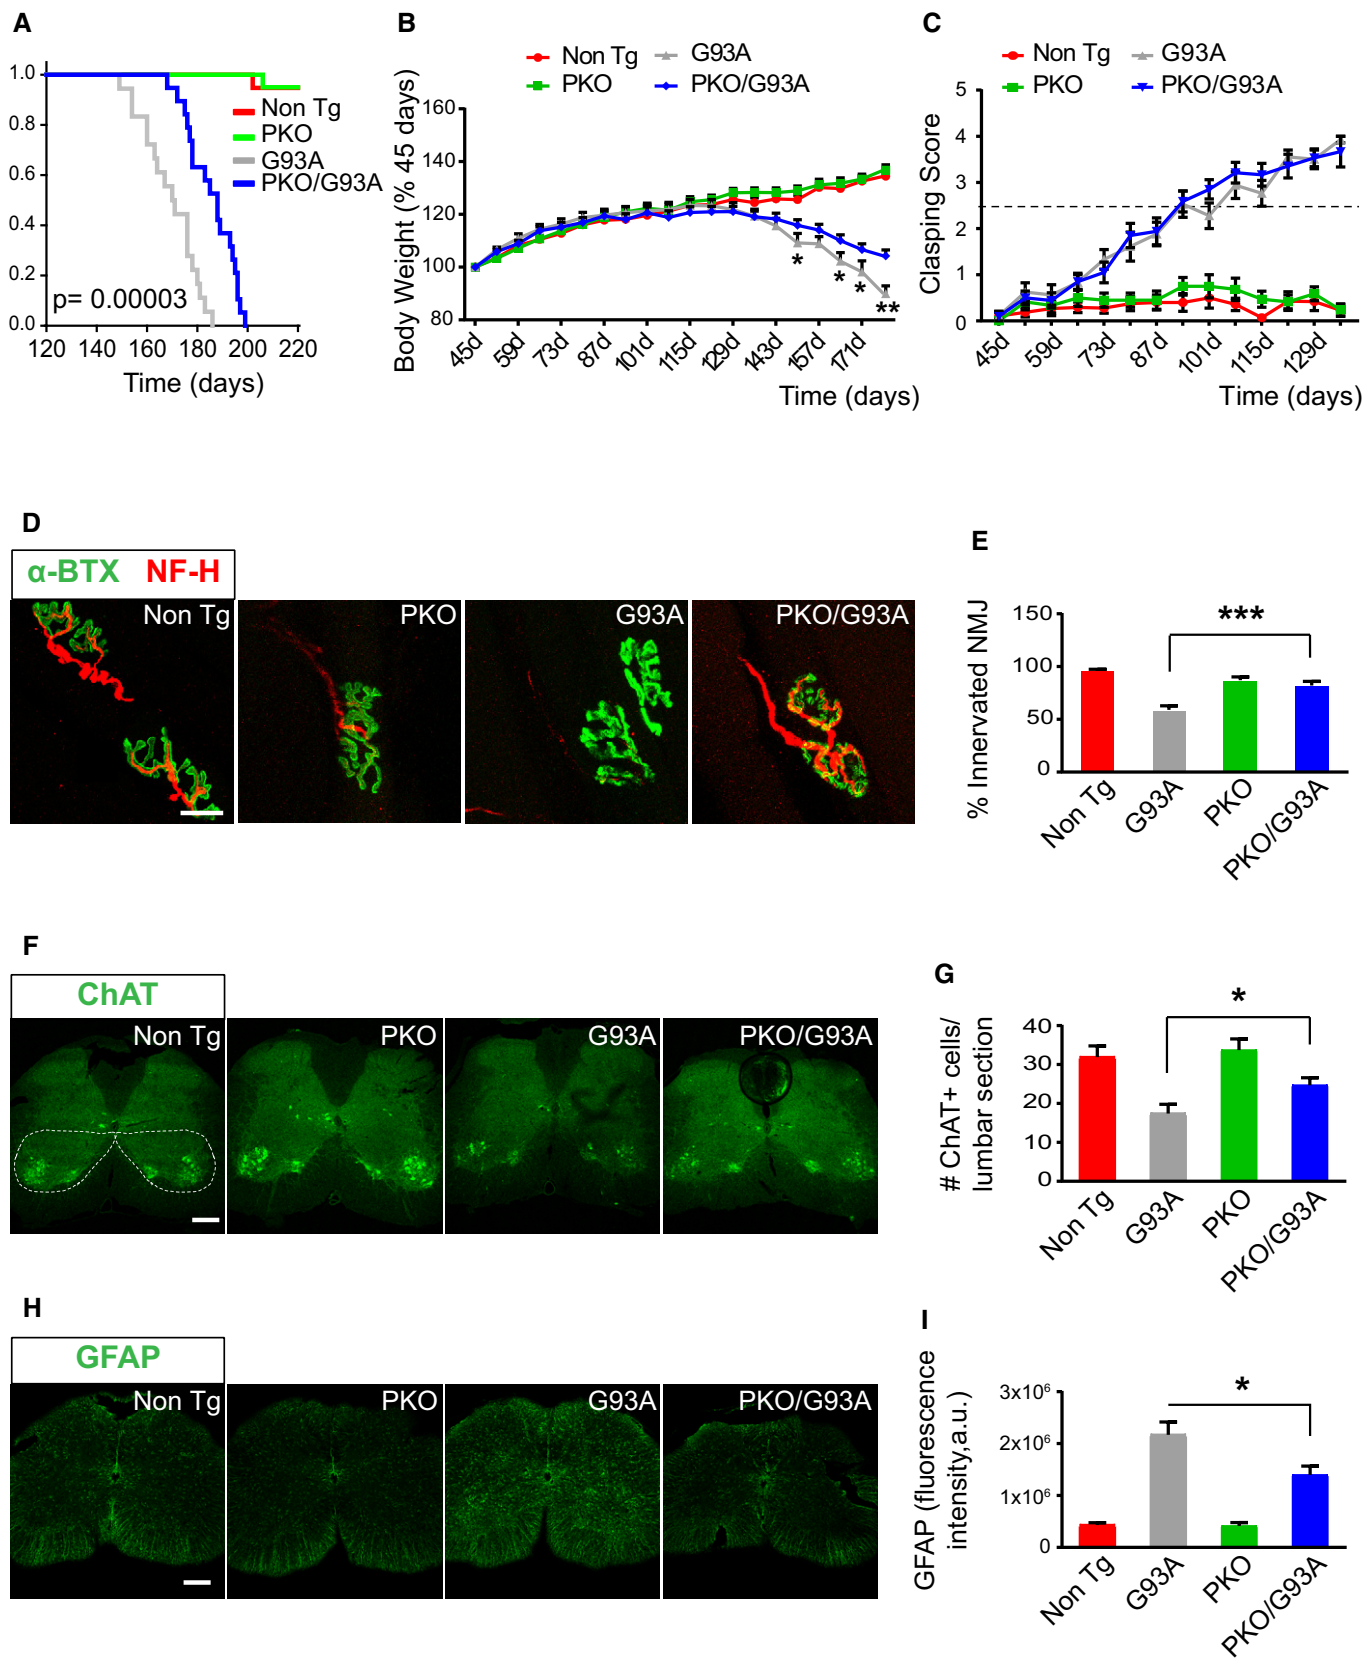 A
1.0
0.8
0.6
0.4
0.2
0.0
Non Tg
PKO
G93A
PKO/G93A
p= 0.00003
120 140 160 180 200 220
Time (days)
B
Non Tg
G93A
PKO
PKO/G93A
Body Weight (% 45 days)
160
140
120
100
80
* * * **
45d 59d 73d 87d 101d 115d 129d 143d 157d 171d
Time (days)
C
Non Tg
G93A
PKO
PKO/G93A
Clasping Score
5
4
3
2
1
0
45d 59d 73d 87d 101d 115d 129d
Time (days)
D
α-BTX NF-H
Non Tg
PKO
G93A
PKO/G93A
E
% Innervated NMJ
150
100
50
0
***
Non Tg
G93A
PKO
PKO/G93A
F
ChAT
Non Tg
PKO
G93A
PKO/G93A
G
# ChAT+ cells/
lumbar section
40
30
20
10
0
*
Non Tg
G93A
PKO
PKO/G93A
H
GFAP
Non Tg
PKO
G93A
PKO/G93A
I
GFAP (fluorescence
intensity,a.u.)
3x10⁶
2x10⁶
1x10⁶
0
*
Non Tg
G93A
PKO
PKO/G93A